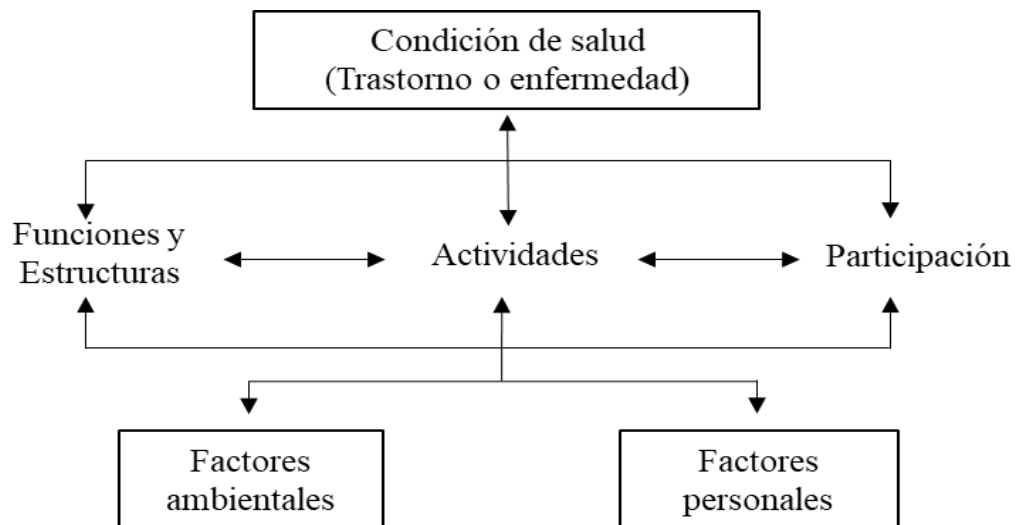 Condición de salud
(Trastorno o enfermedad)
Funciones y
Estructuras
Actividades
Participación
Factores
ambientales
Factores
personales